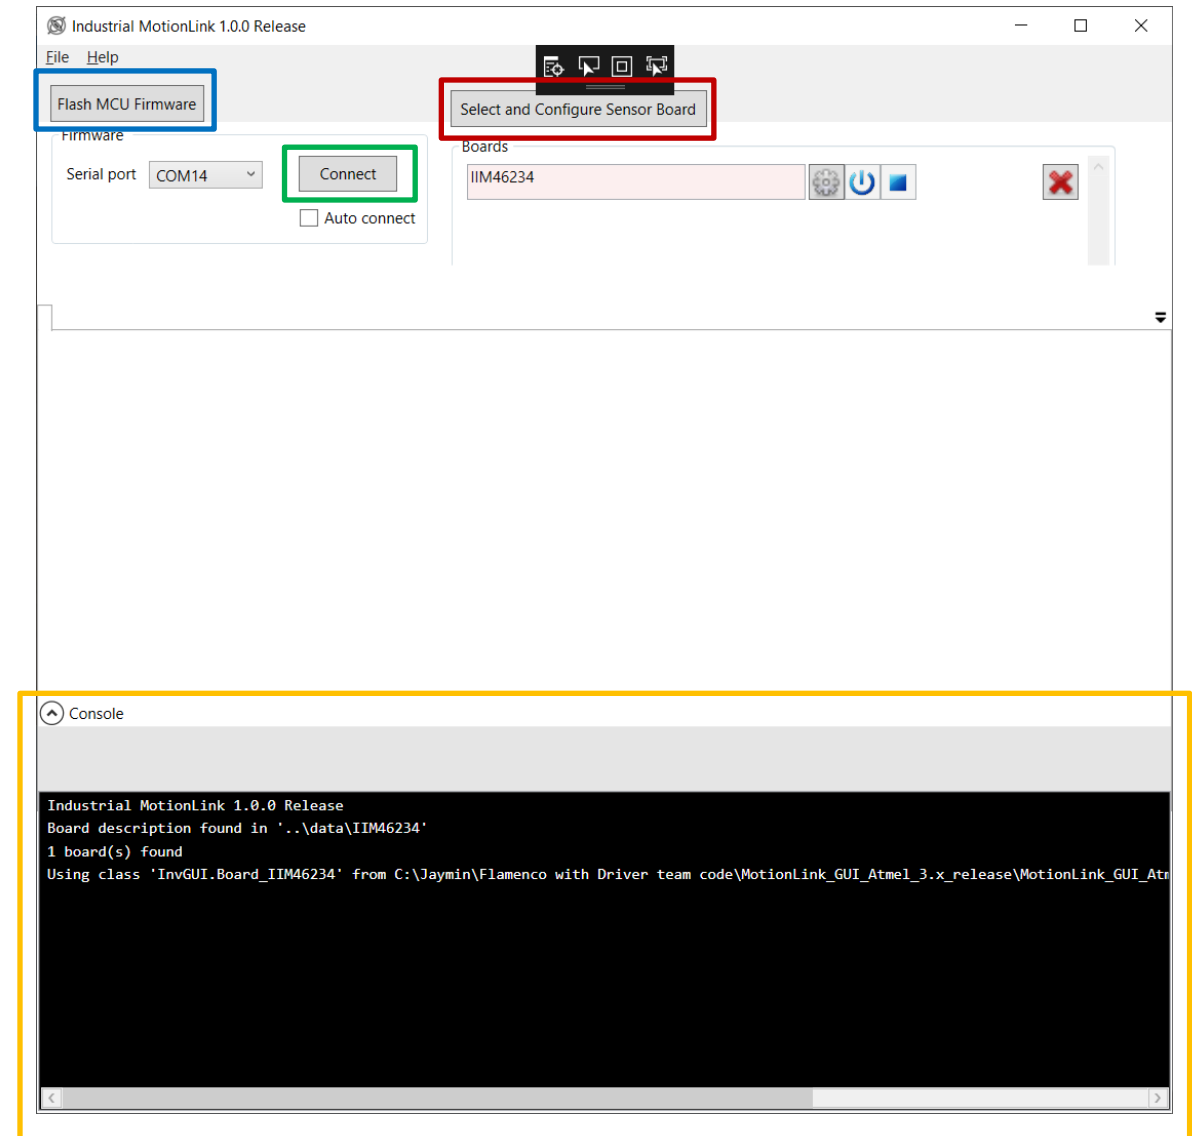 Industrial MotionLink 1.0.0 Release
File Help
Flash MCU Firmware
Select and Configure Sensor Board
Firmware
Boards
Serial port COM14 Connect
IIM46234
Auto connect
Console
Industrial MotionLink 1.0.0 Release
Board description found in '..\data\IIM46234'
1 board(s) found
Using class 'InvGUI.Board_IIM46234' from C:\Jaymin\Flamenco with Driver team code\MotionLink_GUI_Atmel_3.x_release\MotionLink_GUI_Atm